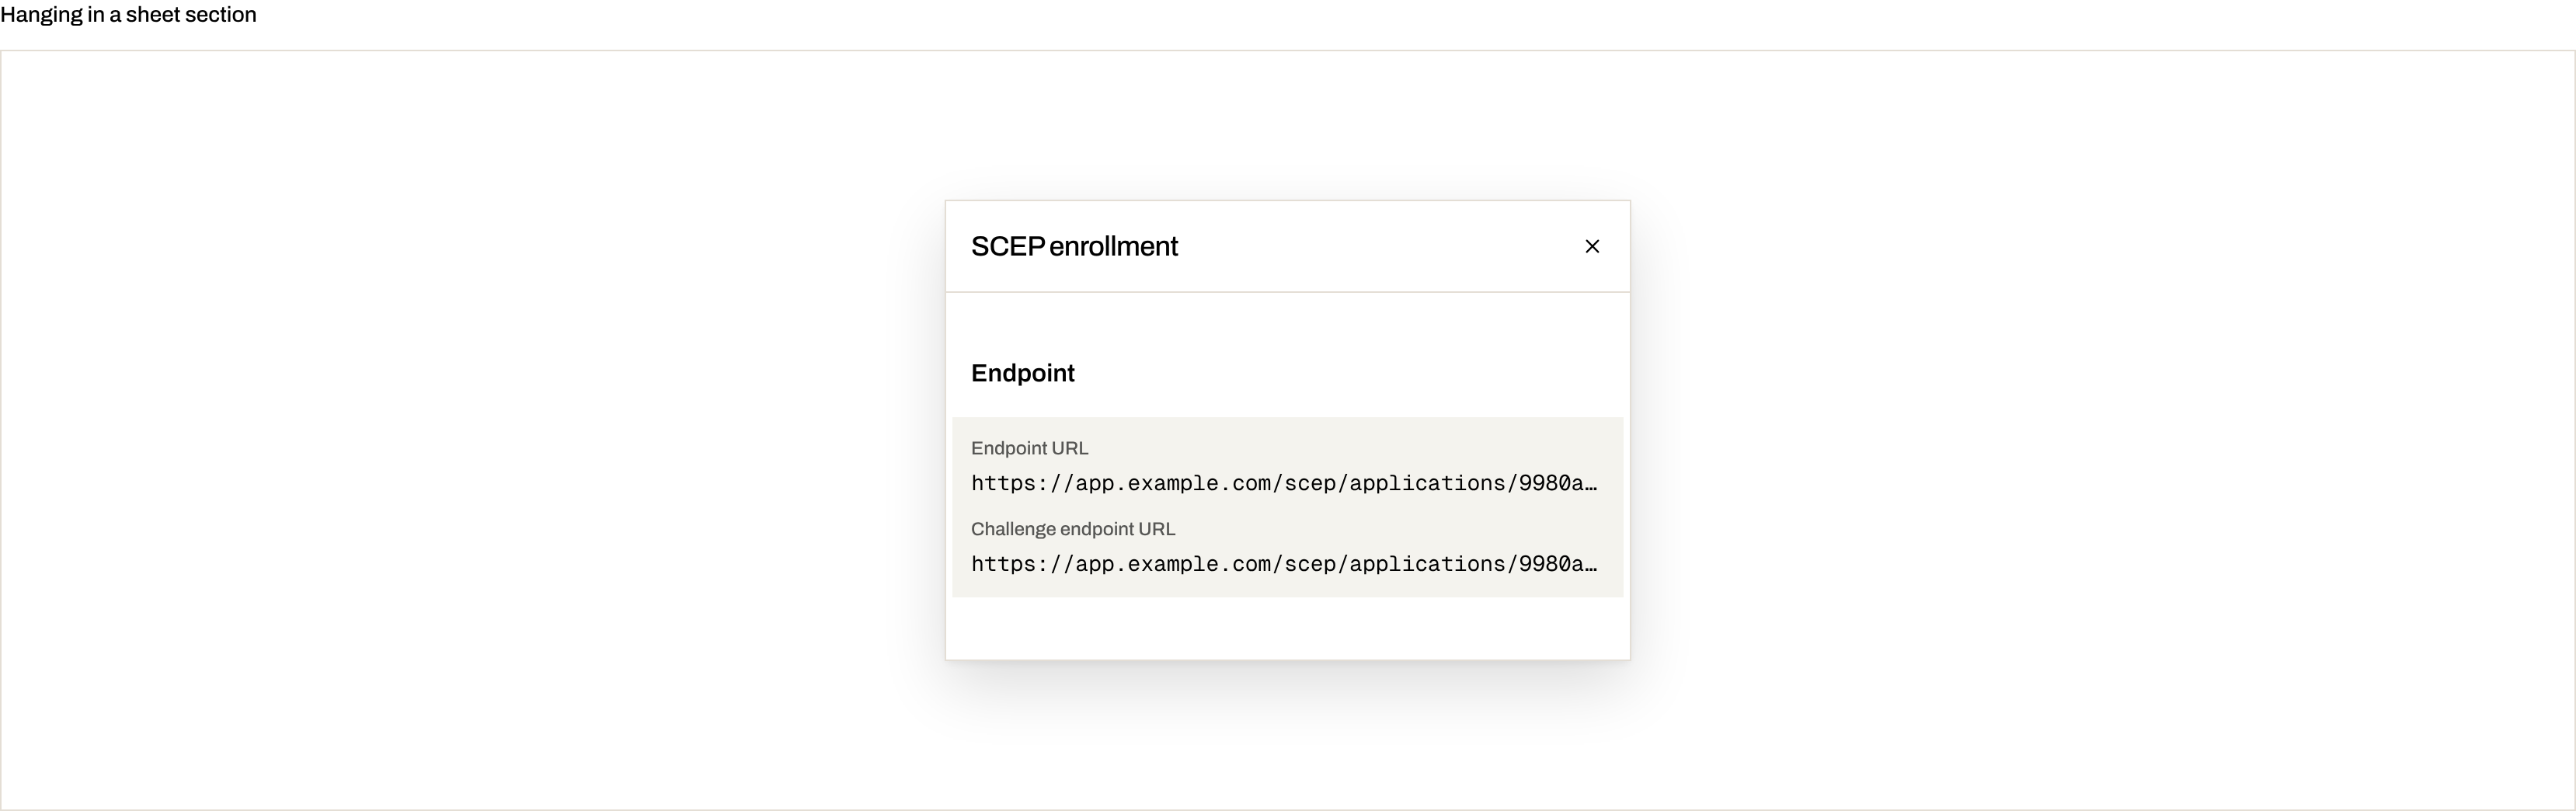 Hanging in a sheet section
SCEP enrollment
Endpoint
Endpoint URL
https://app.example.com/scep/applications/9980a…
Challenge endpoint URL
https://app.example.com/scep/applications/9980a…